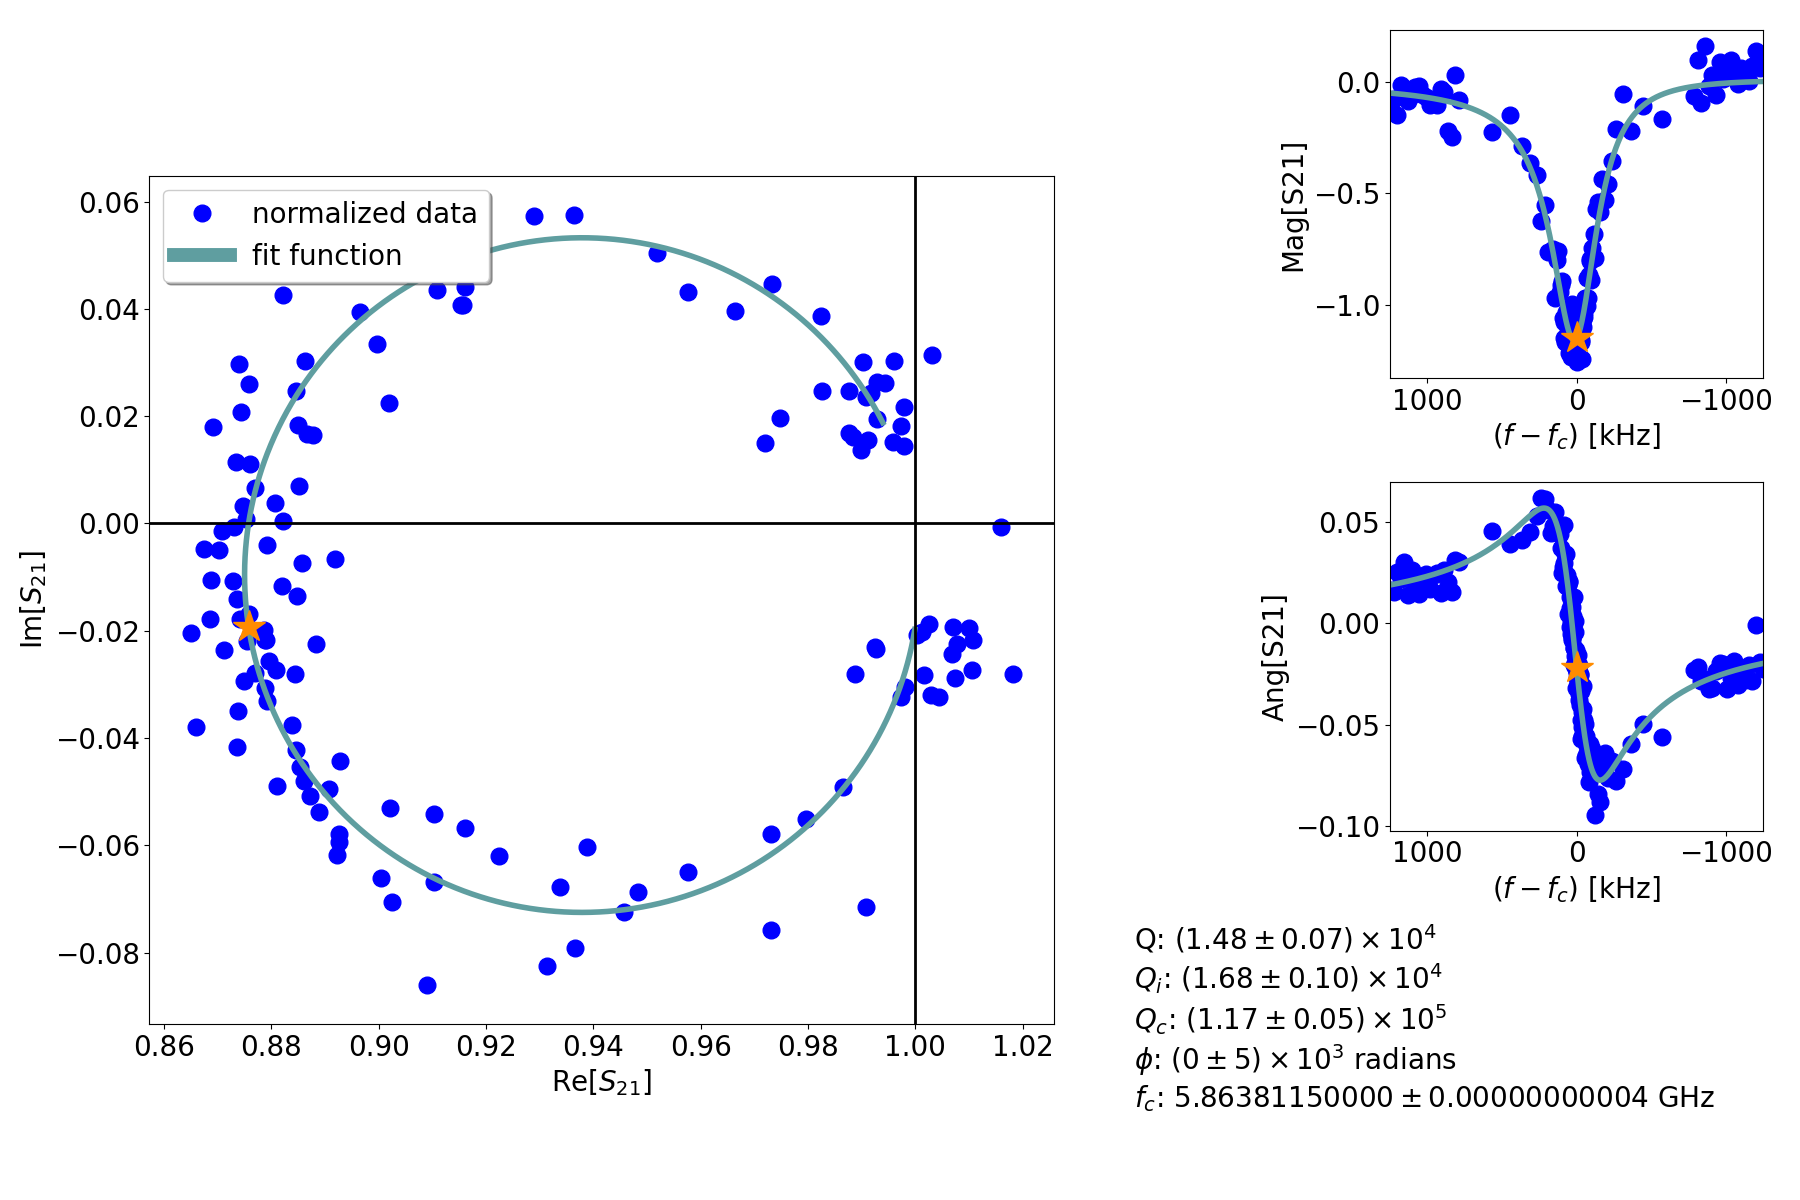 normalized data
fit function
0.06
0.04
0.02
0.00
−0.02
−0.04
−0.06
−0.08
Im[S21]
0.86 0.88 0.90 0.92 0.94 0.96 0.98 1.00 1.02
Re[S21]
0.0
−0.5
−1.0
Mag[S21]
1000 0 −1000
(f − fc) [kHz]
0.05
0.00
−0.05
−0.10
Ang[S21]
1000 0 −1000
(f − fc) [kHz]
Q: (1.48 ± 0.07) × 10^4
Qi: (1.68 ± 0.10) × 10^4
Qc: (1.17 ± 0.05) × 10^5
ϕ: (0 ± 5) × 10^3 radians
fc: 5.86381150000 ± 0.00000000004 GHz